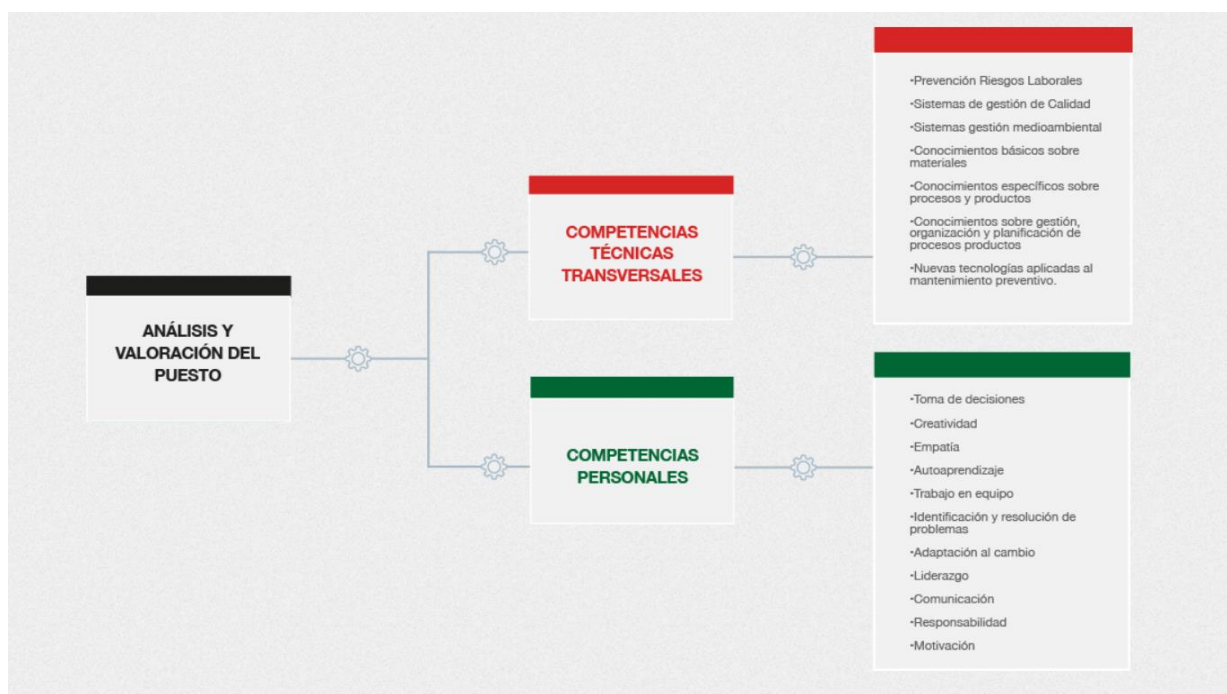 ANÁLISIS Y
VALORACIÓN DEL
PUESTO
COMPETENCIAS
TÉCNICAS
TRANSVERSALES
•Prevención Riesgos Laborales
•Sistemas de gestión de Calidad
•Sistemas gestión medioambiental
•Conocimientos básicos sobre
materiales
•Conocimientos específicos sobre
procesos y productos
•Conocimientos sobre gestión,
organización y planificación de
procesos productos
•Nuevas tecnologías aplicadas al
mantenimiento preventivo.
COMPETENCIAS
PERSONALES
•Toma de decisiones
•Creatividad
•Empatía
•Autoaprendizaje
•Trabajo en equipo
•Identificación y resolución de
problemas
•Adaptación al cambio
•Liderazgo
•Comunicación
•Responsabilidad
•Motivación